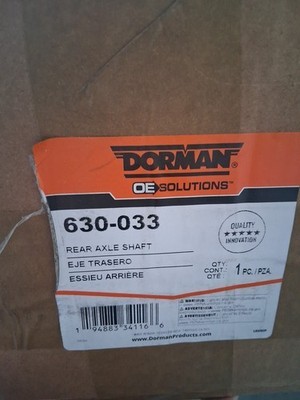 DORMAN®
OE SOLUTIONS™
630-033
REAR AXLE SHAFT
EJE TRASERO
ESSIEU ARRIÈRE
QUALITY
INNOVATION
QTY.
CONT.
QTÉ.
1 PC./PZA.
1 94883 34116 6
www.DormanProducts.com